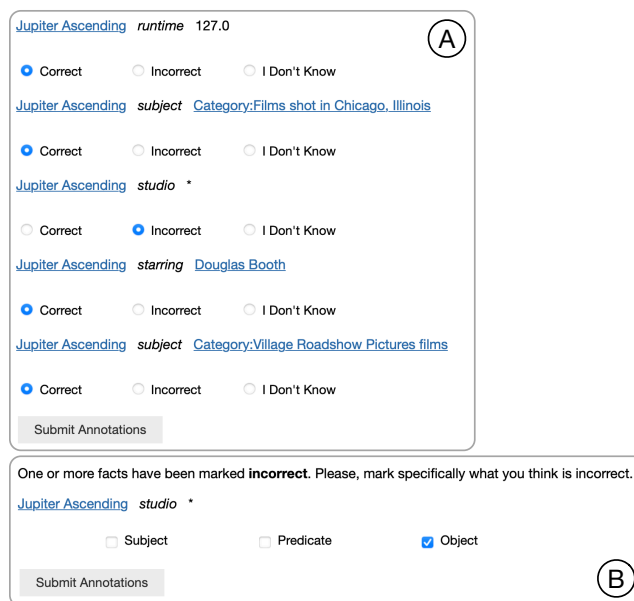 Jupiter Ascending runtime 127.0
A
Correct Incorrect I Don't Know
Jupiter Ascending subject Category:Films shot in Chicago, Illinois
Correct Incorrect I Don't Know
Jupiter Ascending studio *
Correct Incorrect I Don't Know
Jupiter Ascending starring Douglas Booth
Correct Incorrect I Don't Know
Jupiter Ascending subject Category:Village Roadshow Pictures films
Correct Incorrect I Don't Know
Submit Annotations
One or more facts have been marked incorrect. Please, mark specifically what you think is incorrect.
Jupiter Ascending studio *
Subject Predicate Object
Submit Annotations
B